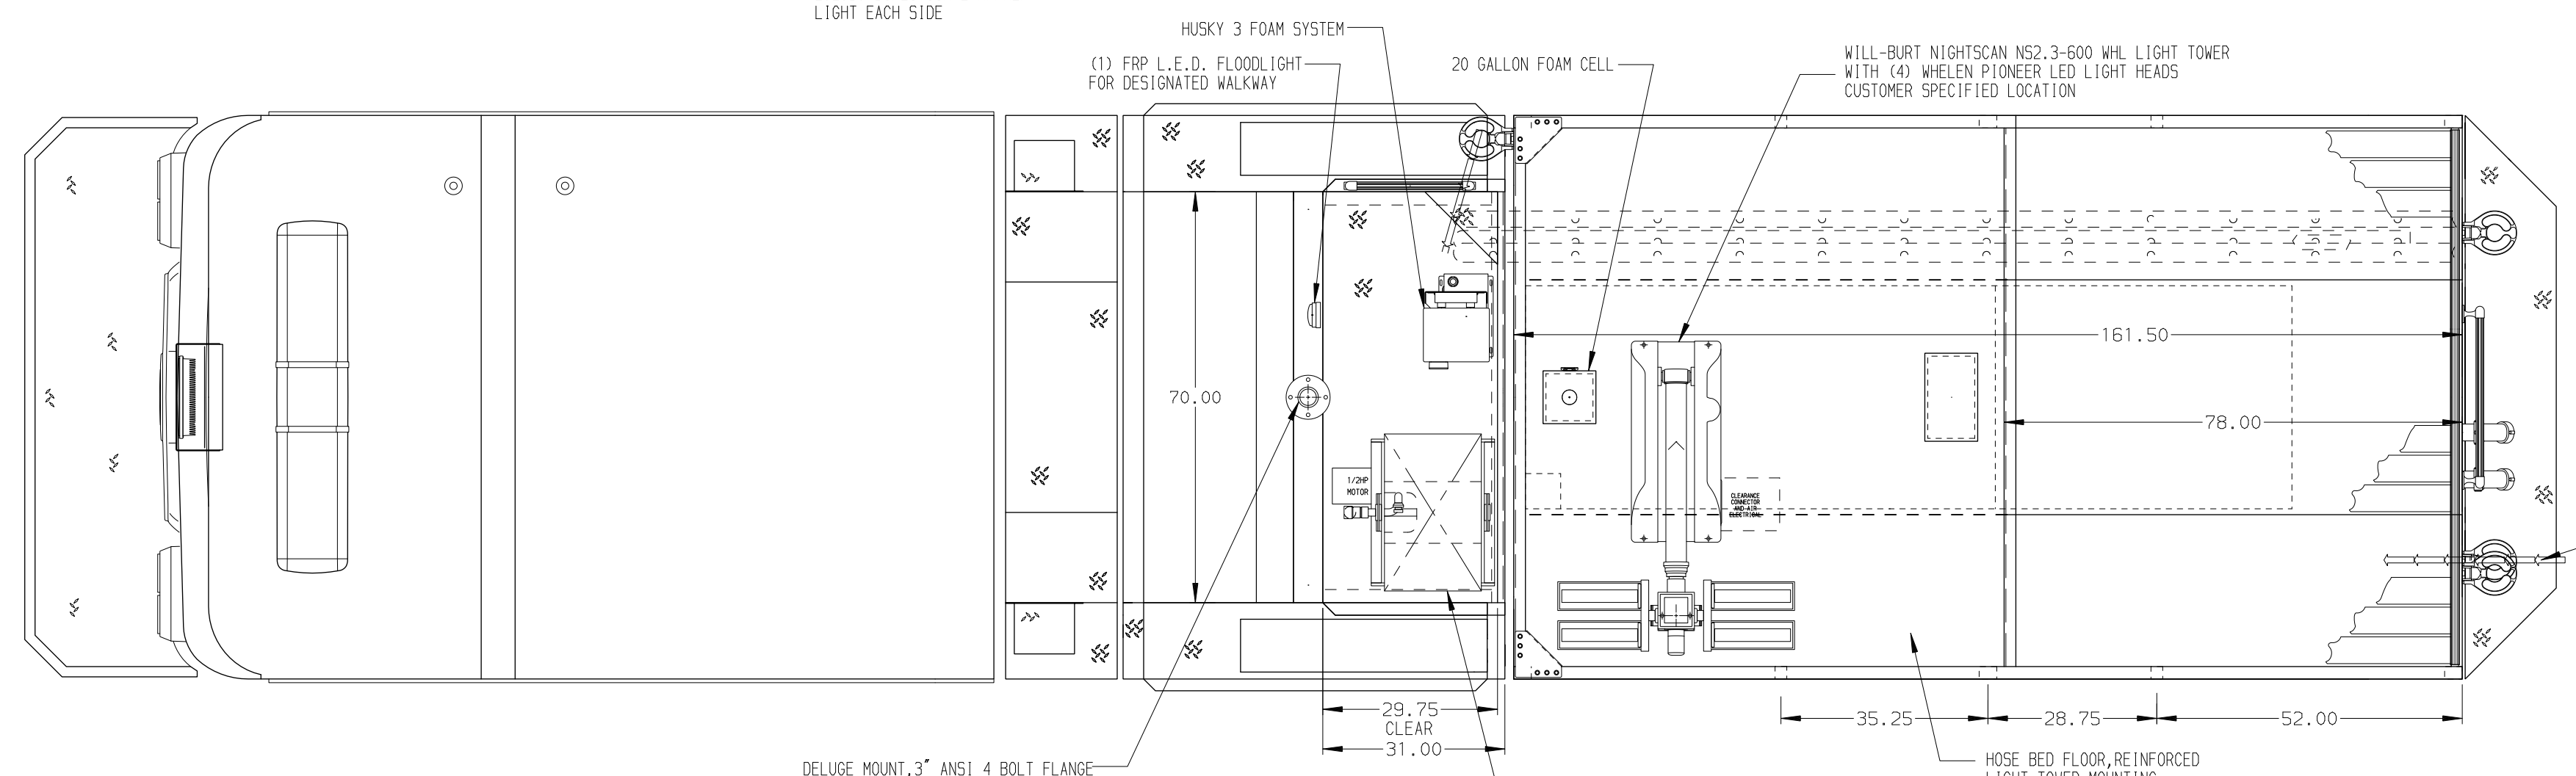 LIGHT EACH SIDE
HUSKY 3 FOAM SYSTEM
(1) FRP L.E.D. FLOODLIGHT
FOR DESIGNATED WALKWAY
20 GALLON FOAM CELL
WILL-BURT NIGHTSCAN NS2.3-600 WHL LIGHT TOWER
WITH (4) WHELEN PIONEER LED LIGHT HEADS
CUSTOMER SPECIFIED LOCATION
161.50
70.00
78.00
1/2HP
MOTOR
CLEARANCE
CONNECTOR
AND AIR
ELECTRICAL
29.75
CLEAR
31.00
35.25
28.75
52.00
DELUGE MOUNT,3" ANSI 4 BOLT FLANGE
HOSE BED FLOOR,REINFORCED
LIGHT TOWER MOUNTING